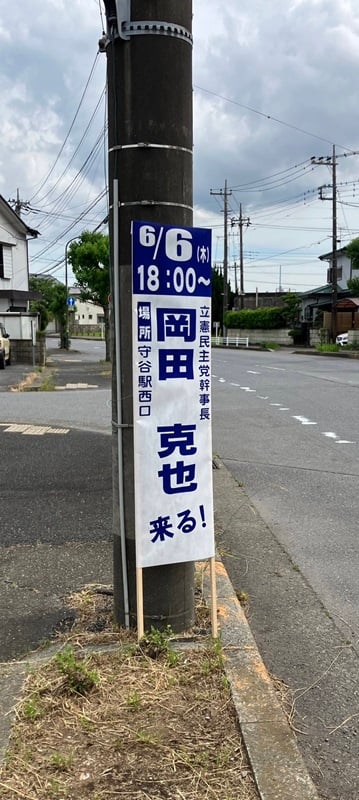 6/6(木)
18:00～
立憲民主党幹事長
岡田 克也
場所 守谷駅西口
来る!